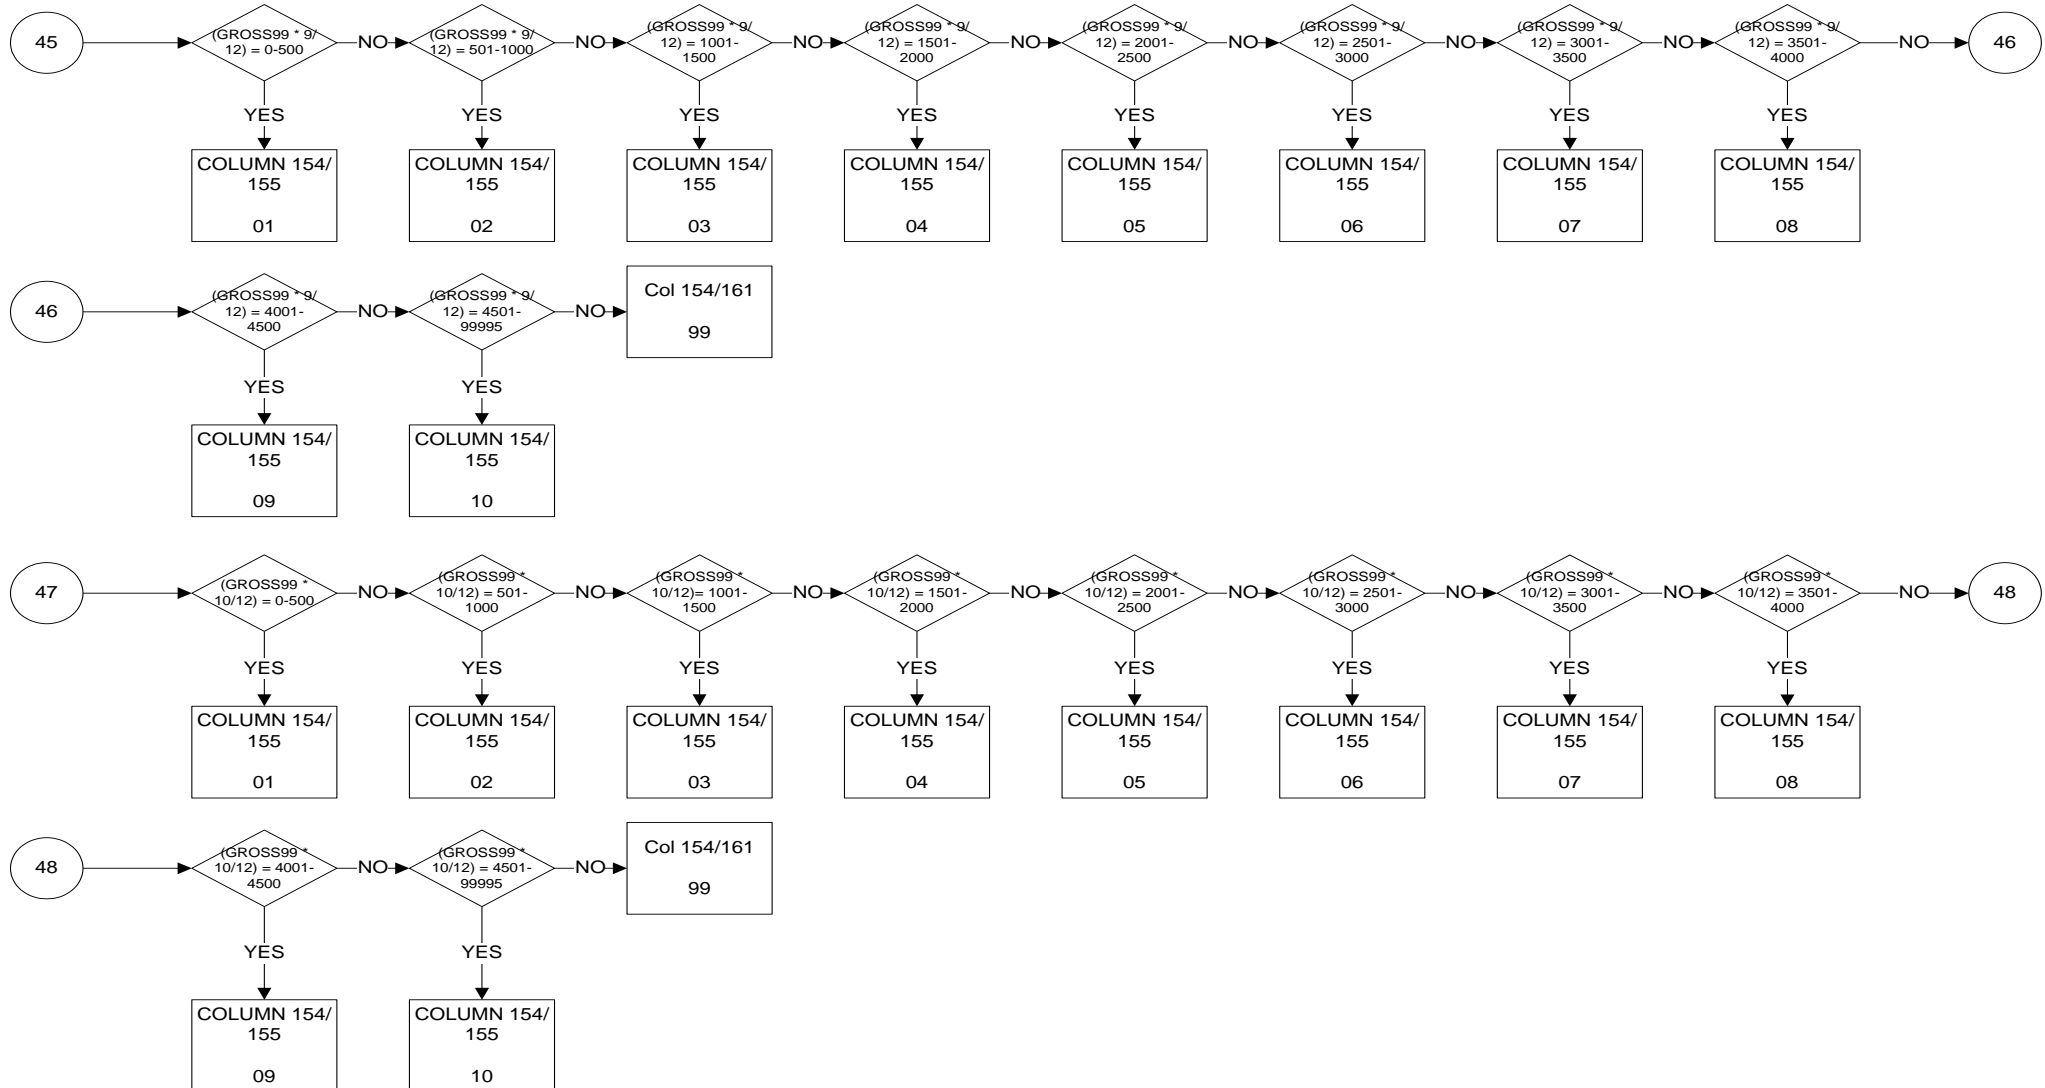 45
(GROSS99 * 9/
12) = 0-500
NO
(GROSS99 * 9/
12) = 501-1000
NO
(GROSS99 * 9/
12) = 1001-
1500
NO
(GROSS99 * 9/
12) = 1501-
2000
NO
(GROSS99 * 9/
12) = 2001-
2500
NO
(GROSS99 * 9/
12) = 2501-
3000
NO
(GROSS99 * 9/
12) = 3001-
3500
NO
(GROSS99 * 9/
12) = 3501-
4000
NO
46
YES
YES
YES
YES
YES
YES
YES
YES
COLUMN 154/
155
01
COLUMN 154/
155
02
COLUMN 154/
155
03
COLUMN 154/
155
04
COLUMN 154/
155
05
COLUMN 154/
155
06
COLUMN 154/
155
07
COLUMN 154/
155
08
46
(GROSS99 * 9/
12) = 4001-
4500
NO
(GROSS99 * 9/
12) = 4501-
99995
NO
Col 154/161
99
YES
YES
COLUMN 154/
155
09
COLUMN 154/
155
10
47
(GROSS99 *
10/12) = 0-500
NO
(GROSS99 *
10/12) = 501-
1000
NO
(GROSS99 *
10/12)= 1001-
1500
NO
(GROSS99 *
10/12) = 1501-
2000
NO
(GROSS99 *
10/12) = 2001-
2500
NO
(GROSS99 *
10/12) = 2501-
3000
NO
(GROSS99 *
10/12) = 3001-
3500
NO
(GROSS99 *
10/12) = 3501-
4000
NO
48
YES
YES
YES
YES
YES
YES
YES
YES
COLUMN 154/
155
01
COLUMN 154/
155
02
COLUMN 154/
155
03
COLUMN 154/
155
04
COLUMN 154/
155
05
COLUMN 154/
155
06
COLUMN 154/
155
07
COLUMN 154/
155
08
48
(GROSS99 *
10/12) = 4001-
4500
NO
(GROSS99 *
10/12) = 4501-
99995
NO
Col 154/161
99
YES
YES
COLUMN 154/
155
09
COLUMN 154/
155
10